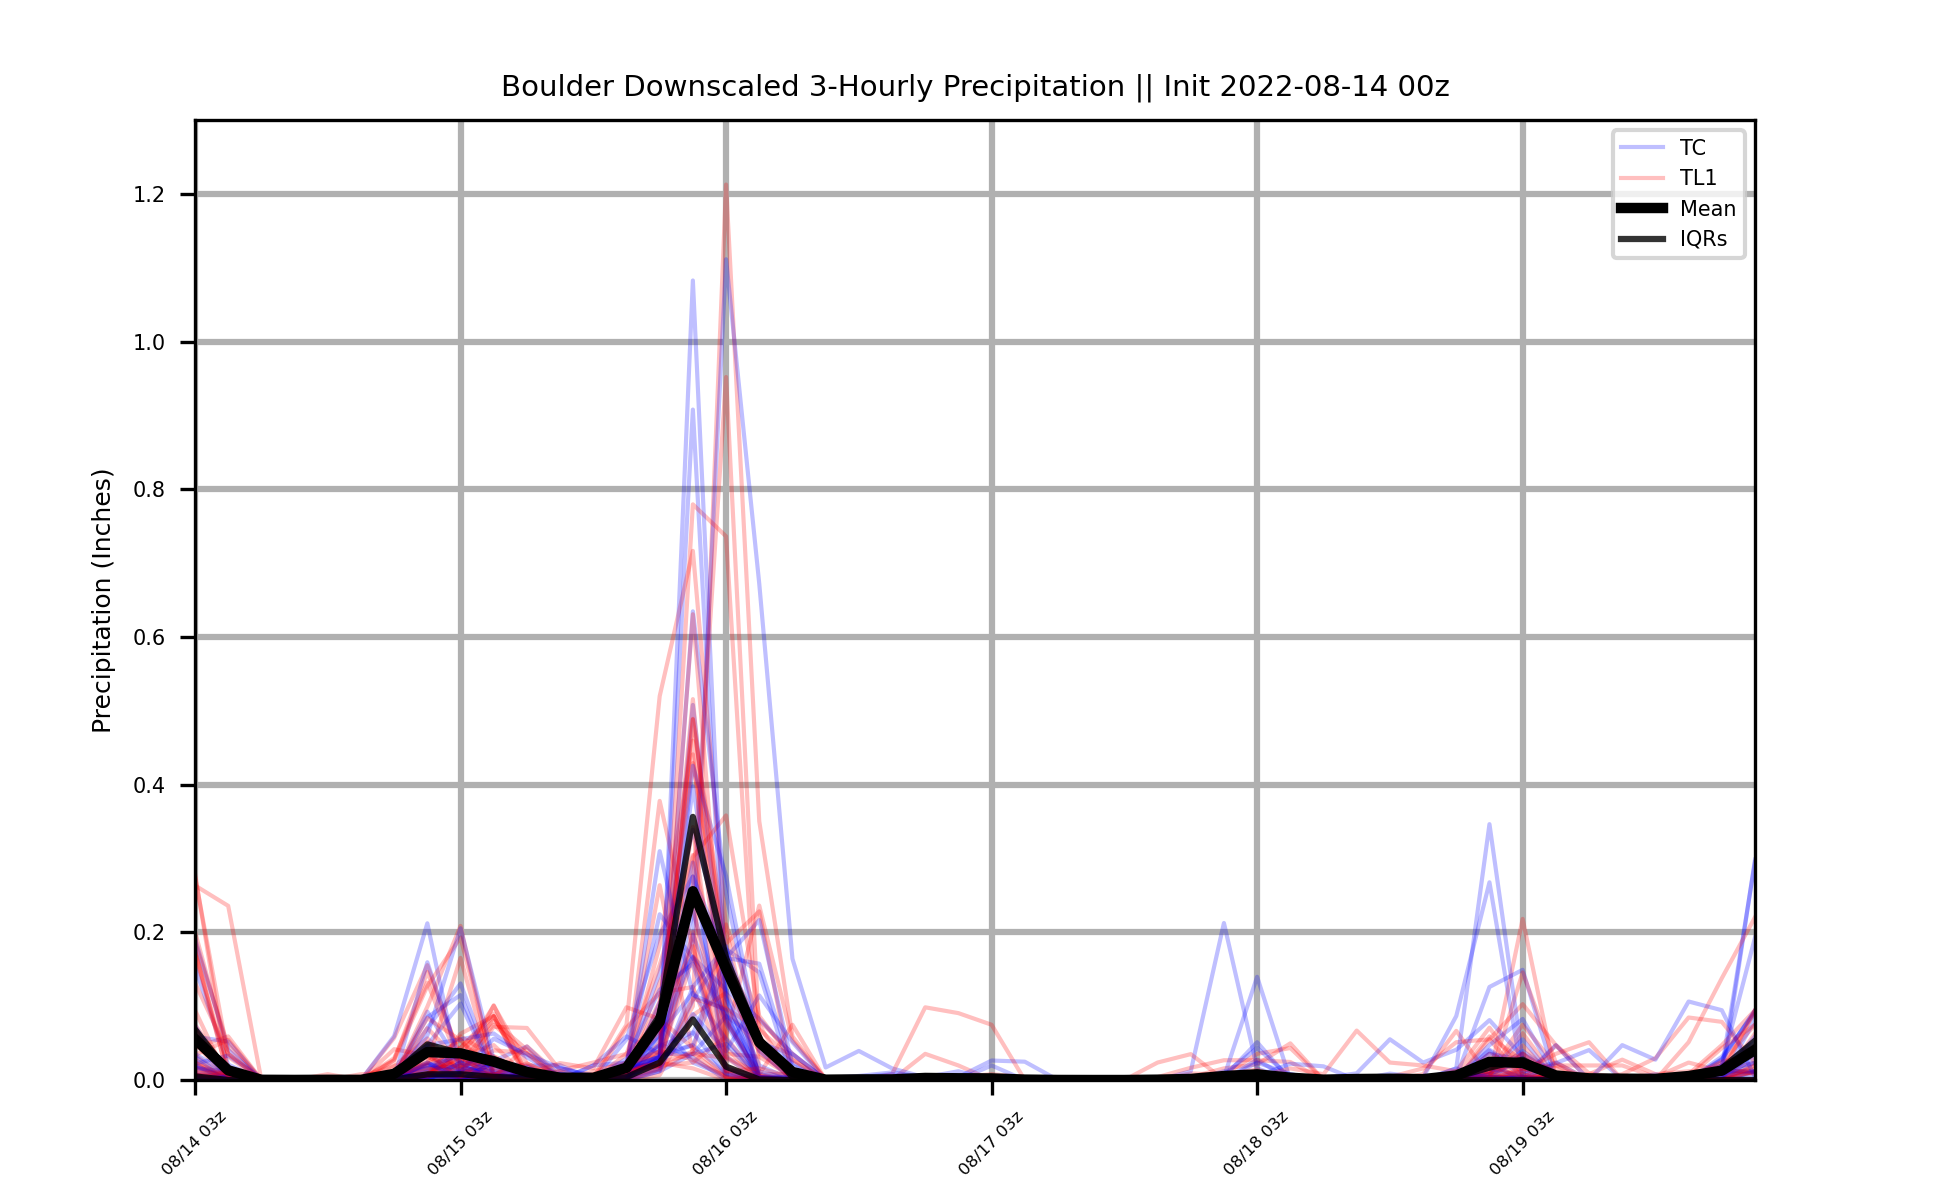 Boulder Downscaled 3-Hourly Precipitation || Init 2022-08-14 00z
TC
TL1
Mean
IQRs
Precipitation (Inches)
1.2
1.0
0.8
0.6
0.4
0.2
0.0
08/14 03z
08/15 03z
08/16 03z
08/17 03z
08/18 03z
08/19 03z